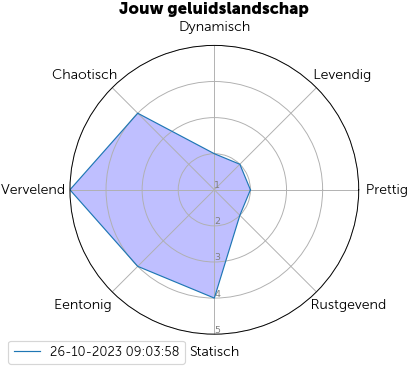 Jouw geluidslandschap
Dynamisch
Chaotisch
Levendig
Vervelend
Prettig
1
2
3
4
5
Eentonig
Rustgevend
Statisch
26-10-2023 09:03:58